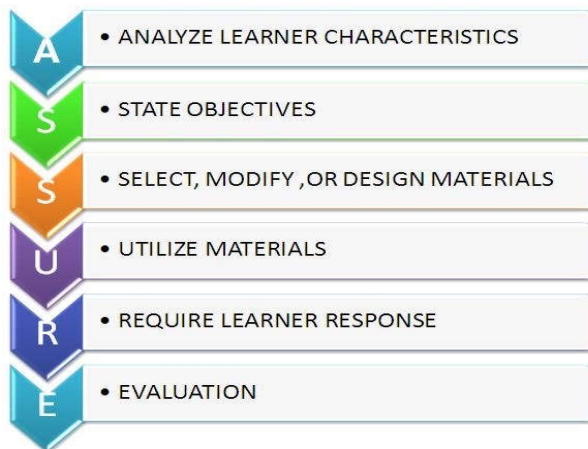 A
• ANALYZE LEARNER CHARACTERISTICS
S
• STATE OBJECTIVES
S
• SELECT, MODIFY ,OR DESIGN MATERIALS
U
• UTILIZE MATERIALS
R
• REQUIRE LEARNER RESPONSE
E
• EVALUATION